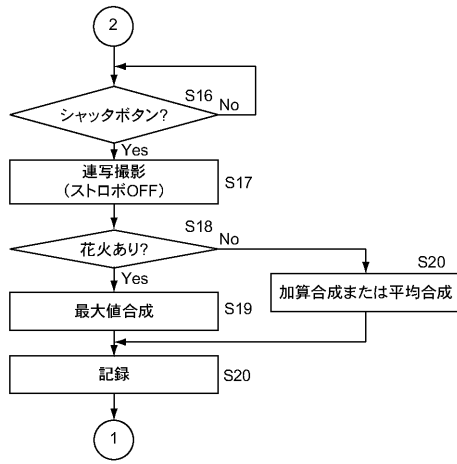 2
シャッタボタン?
S16
No
Yes
連写撮影
(ストロボOFF)
S17
花火あり?
S18
No
Yes
最大値合成
S19
加算合成または平均合成
S20
記録
S20
1